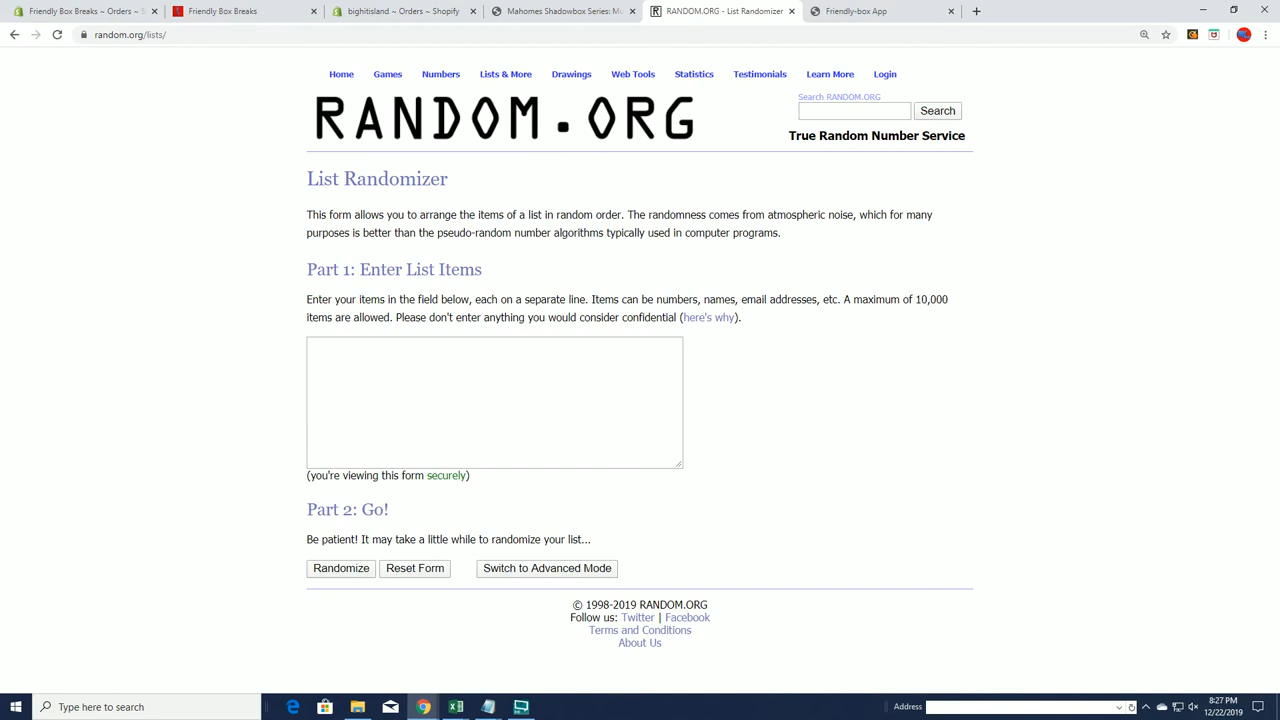 Friendly Box Breaks ~ Orders ~ S
Friendly Box Breaks
bighitslive ~ Orders ~ Shopify
Mahomes Shadowbox Series: M
RANDOM.ORG - List Randomizer
Friendly-box App
random.org/lists/
Home Games Numbers Lists & More Drawings Web Tools Statistics Testimonials Learn More Login
RANDOM.ORG
Search RANDOM.ORG
Search
True Random Number Service
List Randomizer
This form allows you to arrange the items of a list in random order. The randomness comes from atmospheric noise, which for many
purposes is better than the pseudo-random number algorithms typically used in computer programs.
Part 1: Enter List Items
Enter your items in the field below, each on a separate line. Items can be numbers, names, email addresses, etc. A maximum of 10,000
items are allowed. Please don't enter anything you would consider confidential (here's why).
(you're viewing this form securely)
Part 2: Go!
Be patient! It may take a little while to randomize your list...
Randomize Reset Form Switch to Advanced Mode
© 1998-2019 RANDOM.ORG
Follow us: Twitter | Facebook
Terms and Conditions
About Us
Type here to search
Address
8:27 PM
12/22/2019